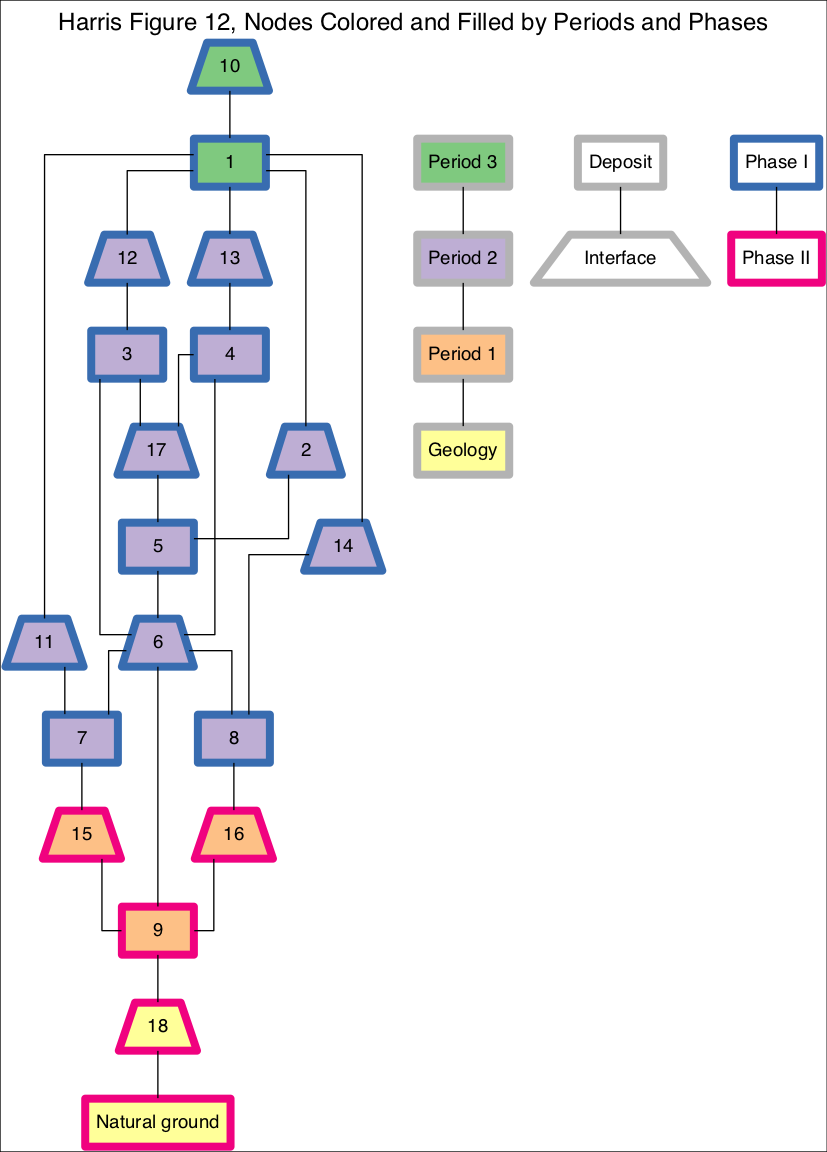 Harris Figure 12, Nodes Colored and Filled by Periods and Phases
10
1
Period 3
Deposit
Phase I
12
13
Period 2
Interface
Phase II
3
4
Period 1
17
2
Geology
5
14
11
6
7
8
15
16
9
18
Natural ground